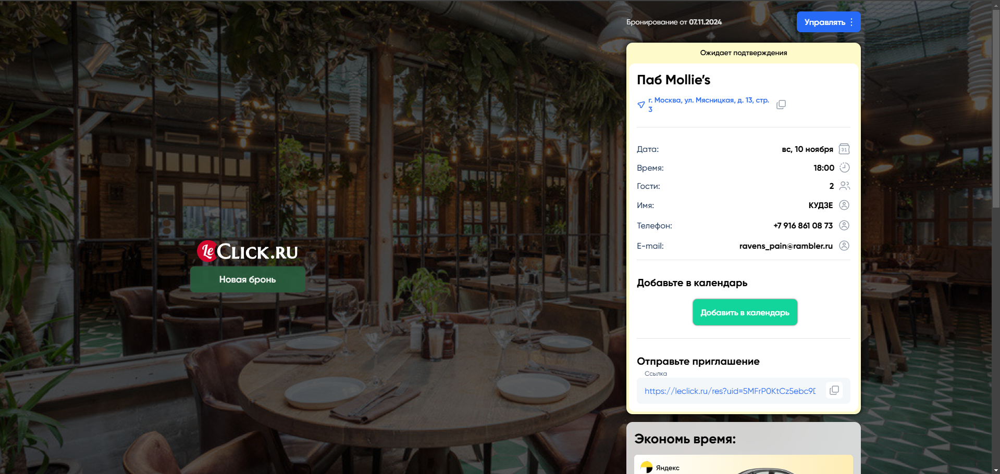 Бронирование от 07.11.2024
Управлять
Ожидает подтверждения
Паб Mollie’s
г. Москва, ул. Мясницкая, д. 13, стр.
3
Дата: вс, 10 ноября 31
Время: 18:00
Гости: 2
Имя: КУДЗЕ
Телефон: +7 916 861 08 73
E-mail: ravens_pain@rambler.ru
LeClick.ru
Новая бронь
Добавьте в календарь
Добавить в календарь
Отправьте приглашение
Ссылка
https://leclick.ru/res?uid=5MFrP0KtCz5ebc9D
Экономь время:
Яндекс